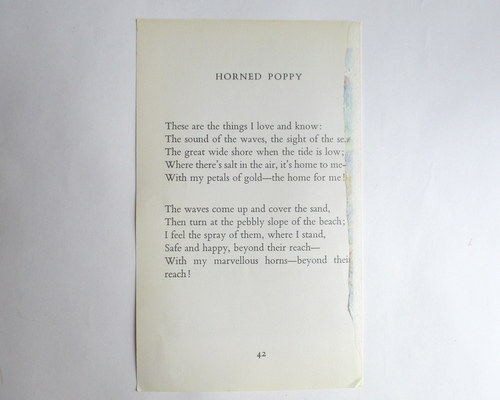 HORNED POPPY
These are the things I love and know:
The sound of the waves, the sight of the sea
The great wide shore when the tide is low;
Where there's salt in the air, it's home to me—
With my petals of gold—the home for me!
The waves come up and cover the sand,
Then turn at the pebbly slope of the beach;
I feel the spray of them, where I stand,
Safe and happy, beyond their reach—
With my marvellous horns—beyond their
reach!
42